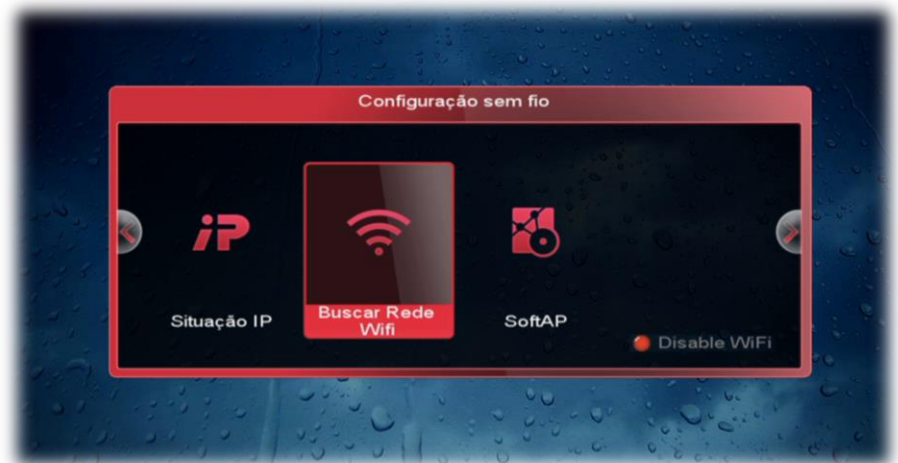 Configuração sem fio
iP
Situação IP
Buscar Rede
Wifi
SoftAP
Disable WiFi